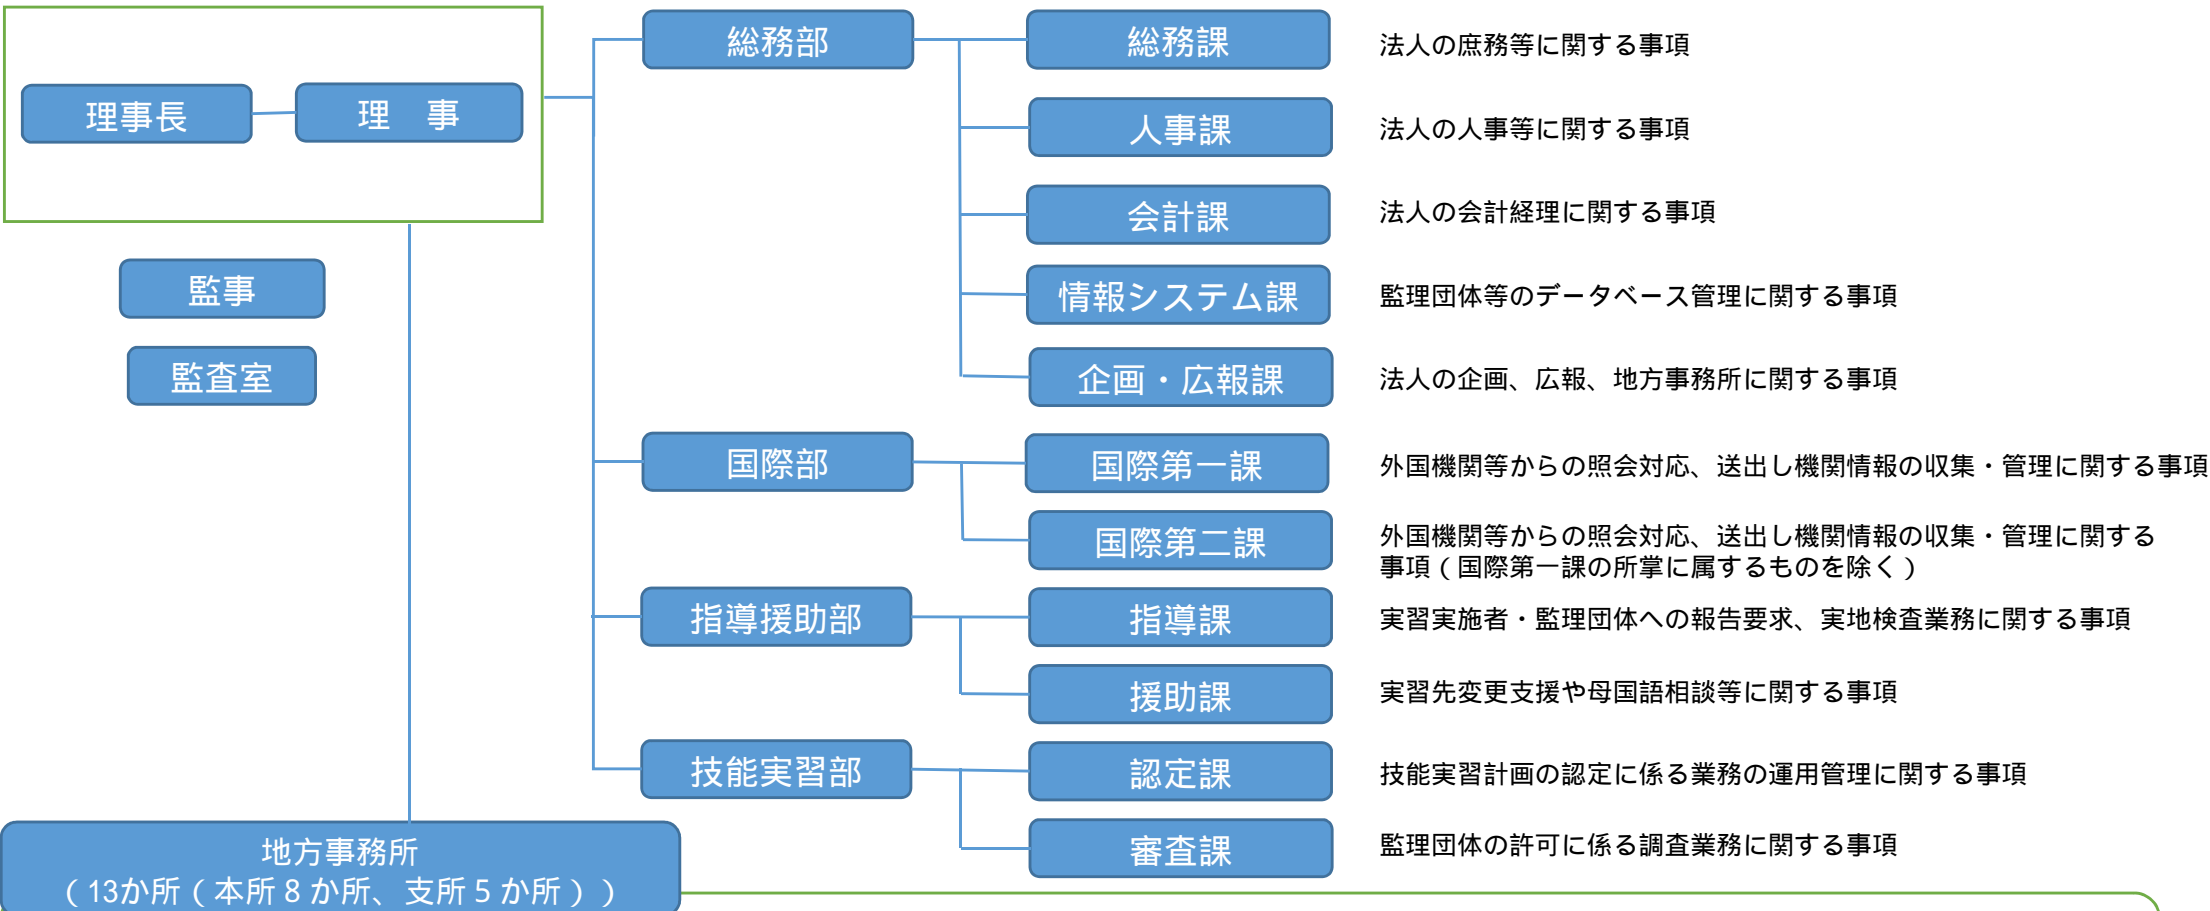 理事長
理　事
監事
監査室
総務部
総務課
法人の庶務等に関する事項
人事課
法人の人事等に関する事項
会計課
法人の会計経理に関する事項
情報システム課
監理団体等のデータベース管理に関する事項
企画・広報課
法人の企画、広報、地方事務所に関する事項
国際部
国際第一課
外国機関等からの照会対応、送出し機関情報の収集・管理に関する事項
国際第二課
外国機関等からの照会対応、送出し機関情報の収集・管理に関する
事項（国際第一課の所掌に属するものを除く）
指導援助部
指導課
実習実施者・監理団体への報告要求、実地検査業務に関する事項
援助課
実習先変更支援や母国語相談等に関する事項
技能実習部
認定課
技能実習計画の認定に係る業務の運用管理に関する事項
審査課
監理団体の許可に係る調査業務に関する事項
地方事務所
（13か所（本所８か所、支所５か所））